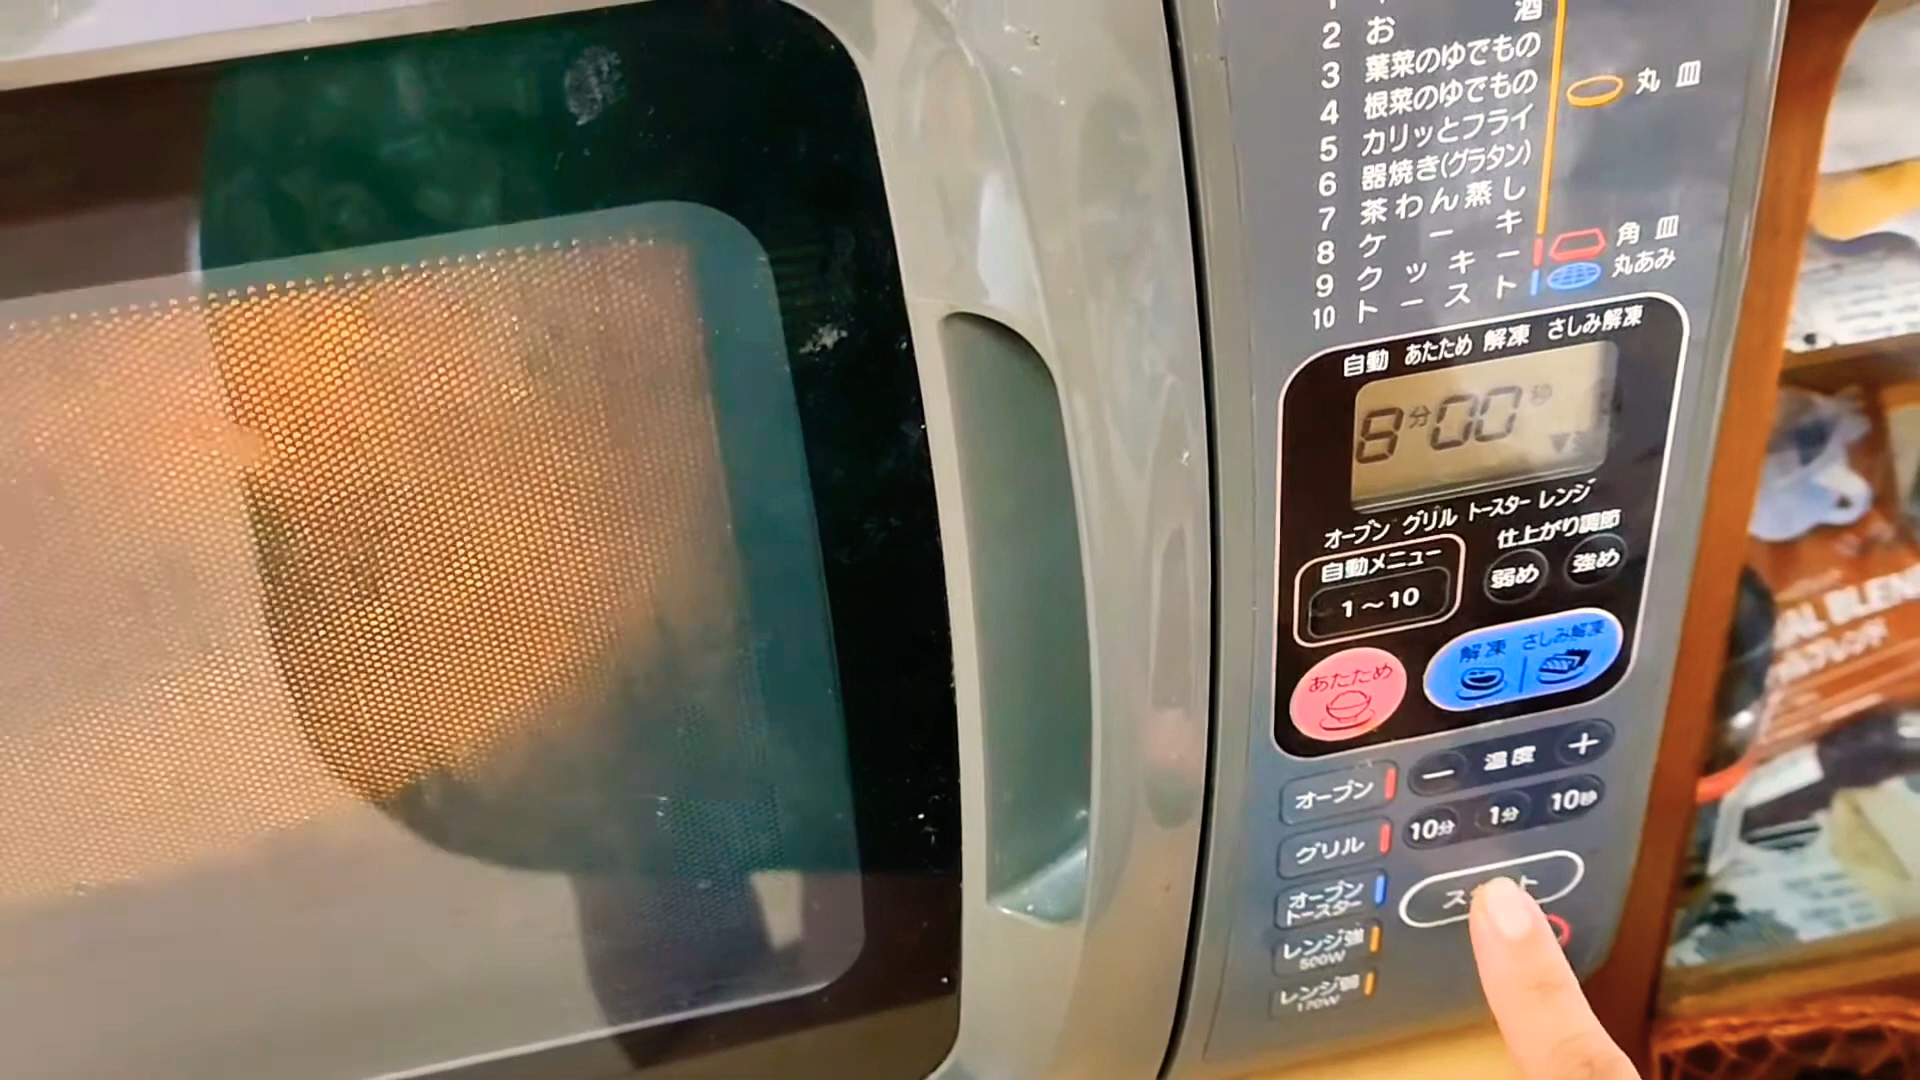 2 お 酒
3 葉菜のゆでもの
4 根菜のゆでもの
5 カリッとフライ
6 器焼き(グラタン)
7 茶わん蒸し
8 ケーキ
9 クッキー
10 トースト
丸皿
角皿
丸あみ
自動 あたため 解凍 さしみ解凍
8分00秒
オーブン グリル トースター レンジ
仕上がり調節
自動メニュー
1~10
弱め 強め
あたため
解凍 さしみ解凍
オーブン
− 温度 +
グリル
10分 1分 10秒
オーブン
トースター
レンジ強
500W
レンジ弱
170W